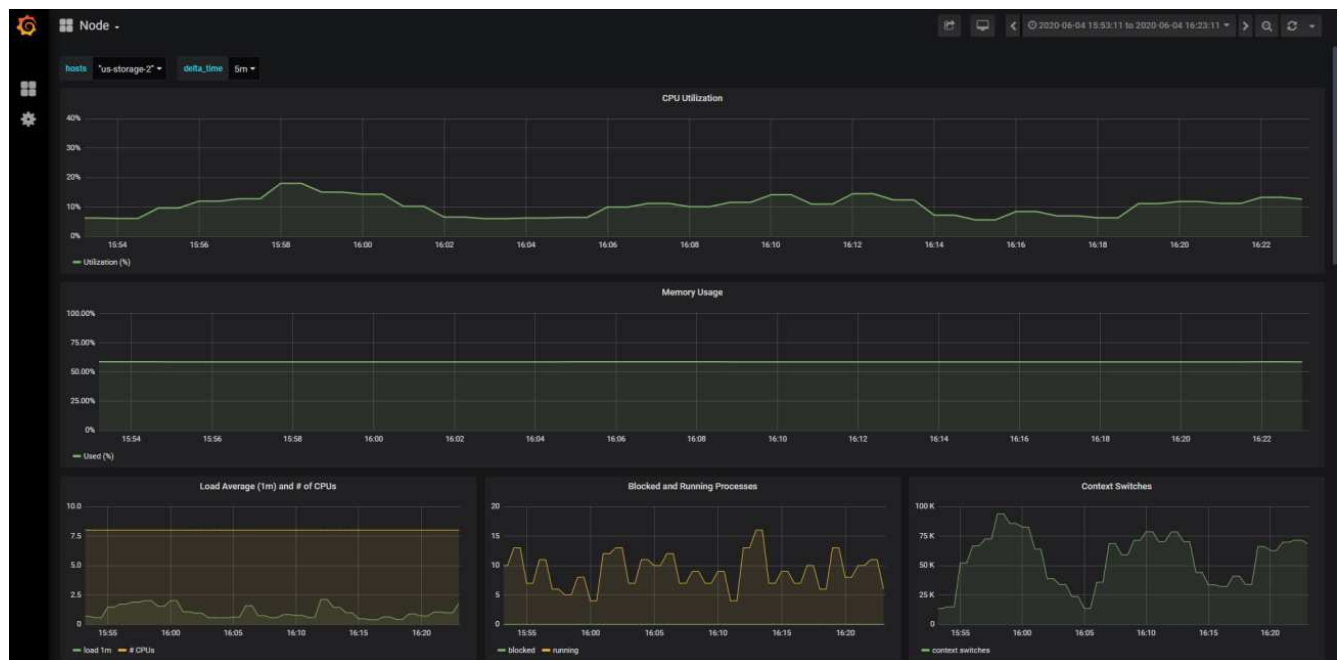 Node
2020-06-04 15:53:11 to 2020-06-04 16:23:11
hosts "us-storage-2" delta_time 5m
CPU Utilization
40%
30%
20%
10%
0%
15:54 15:56 15:58 16:00 16:02 16:04 16:06 16:08 16:10 16:12 16:14 16:16 16:18 16:20 16:22
Utilization (%)
Memory Usage
100.00%
75.00%
50.00%
25.00%
0%
15:54 15:56 15:58 16:00 16:02 16:04 16:06 16:08 16:10 16:12 16:14 16:16 16:18 16:20 16:22
Used (%)
Load Average (1m) and # of CPUs
10.0
7.5
5.0
2.5
0
15:55 16:00 16:05 16:10 16:15 16:20
load 1m # CPUs
Blocked and Running Processes
20
15
10
5
0
15:55 16:00 16:05 16:10 16:15 16:20
blocked running
Context Switches
100 K
75 K
50 K
25 K
0
15:55 16:00 16:05 16:10 16:15 16:20
context switches